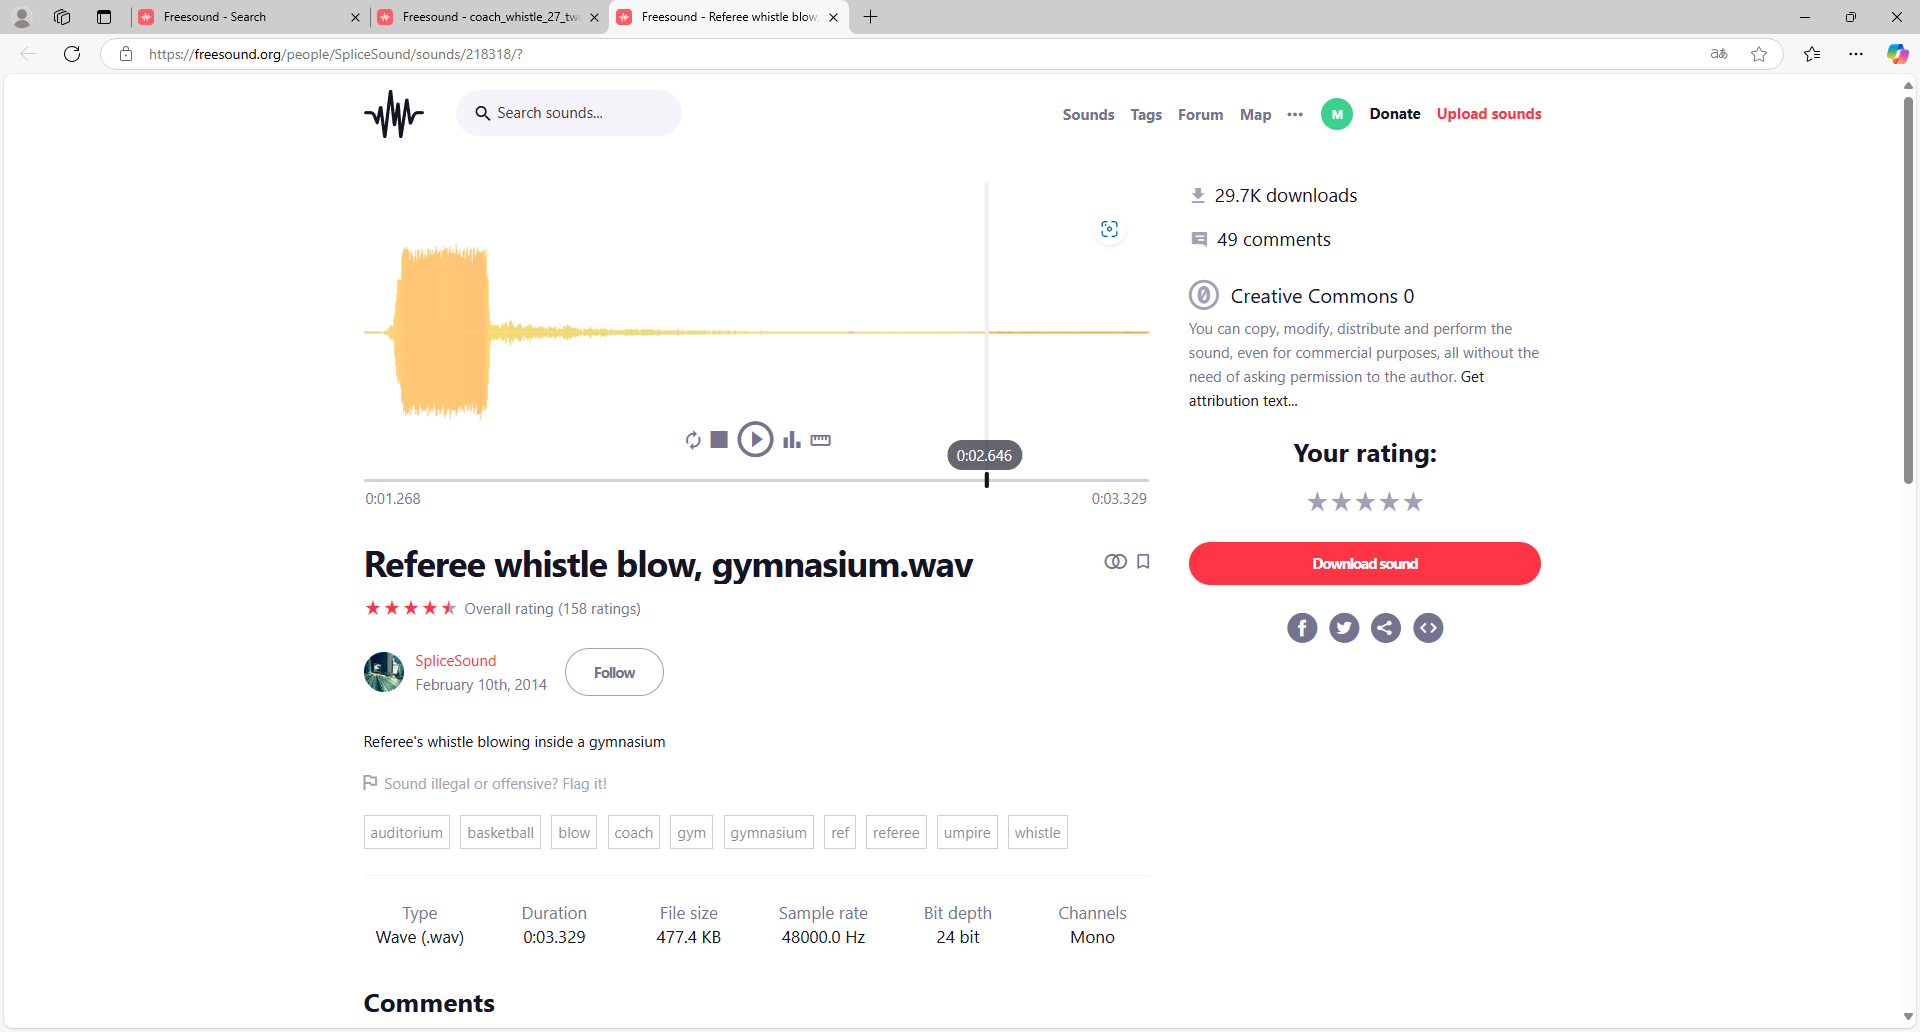 Freesound - Search
Freesound - coach_whistle_27_tw
Freesound - Referee whistle blow,
https://freesound.org/people/SpliceSound/sounds/218318/?
aあ
Search sounds...
Sounds
Tags
Forum
Map
M
Donate
Upload sounds
29.7K downloads
49 comments
Creative Commons 0
You can copy, modify, distribute and perform the
sound, even for commercial purposes, all without the
need of asking permission to the author. Get
attribution text...
0:02.646
0:01.268
0:03.329
Your rating:
Download sound
Referee whistle blow, gymnasium.wav
Overall rating (158 ratings)
SpliceSound
February 10th, 2014
Follow
Referee's whistle blowing inside a gymnasium
Sound illegal or offensive? Flag it!
auditorium
basketball
blow
coach
gym
gymnasium
ref
referee
umpire
whistle
Type
Wave (.wav)
Duration
0:03.329
File size
477.4 KB
Sample rate
48000.0 Hz
Bit depth
24 bit
Channels
Mono
Comments